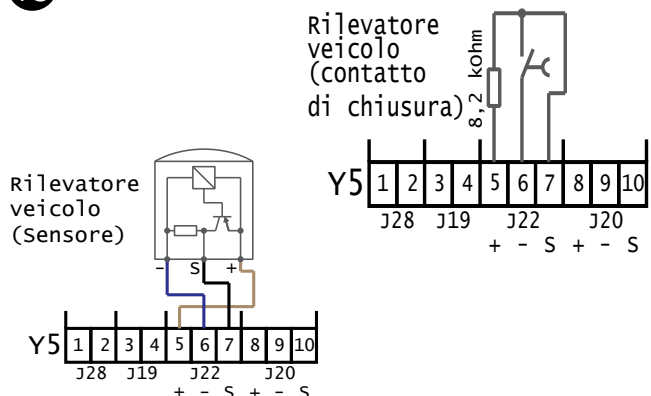 Rilevatore
veicolo
(contatto
di chiusura)
8,2 kohm
Y5 1 2 3 4 5 6 7 8 9 10
J28 J19 J22 J20
+ - S + - S
Rilevatore
veicolo
(Sensore)
- S +
Y5 1 2 3 4 5 6 7 8 9 10
J28 J19 J22 J20
+ - S + - S